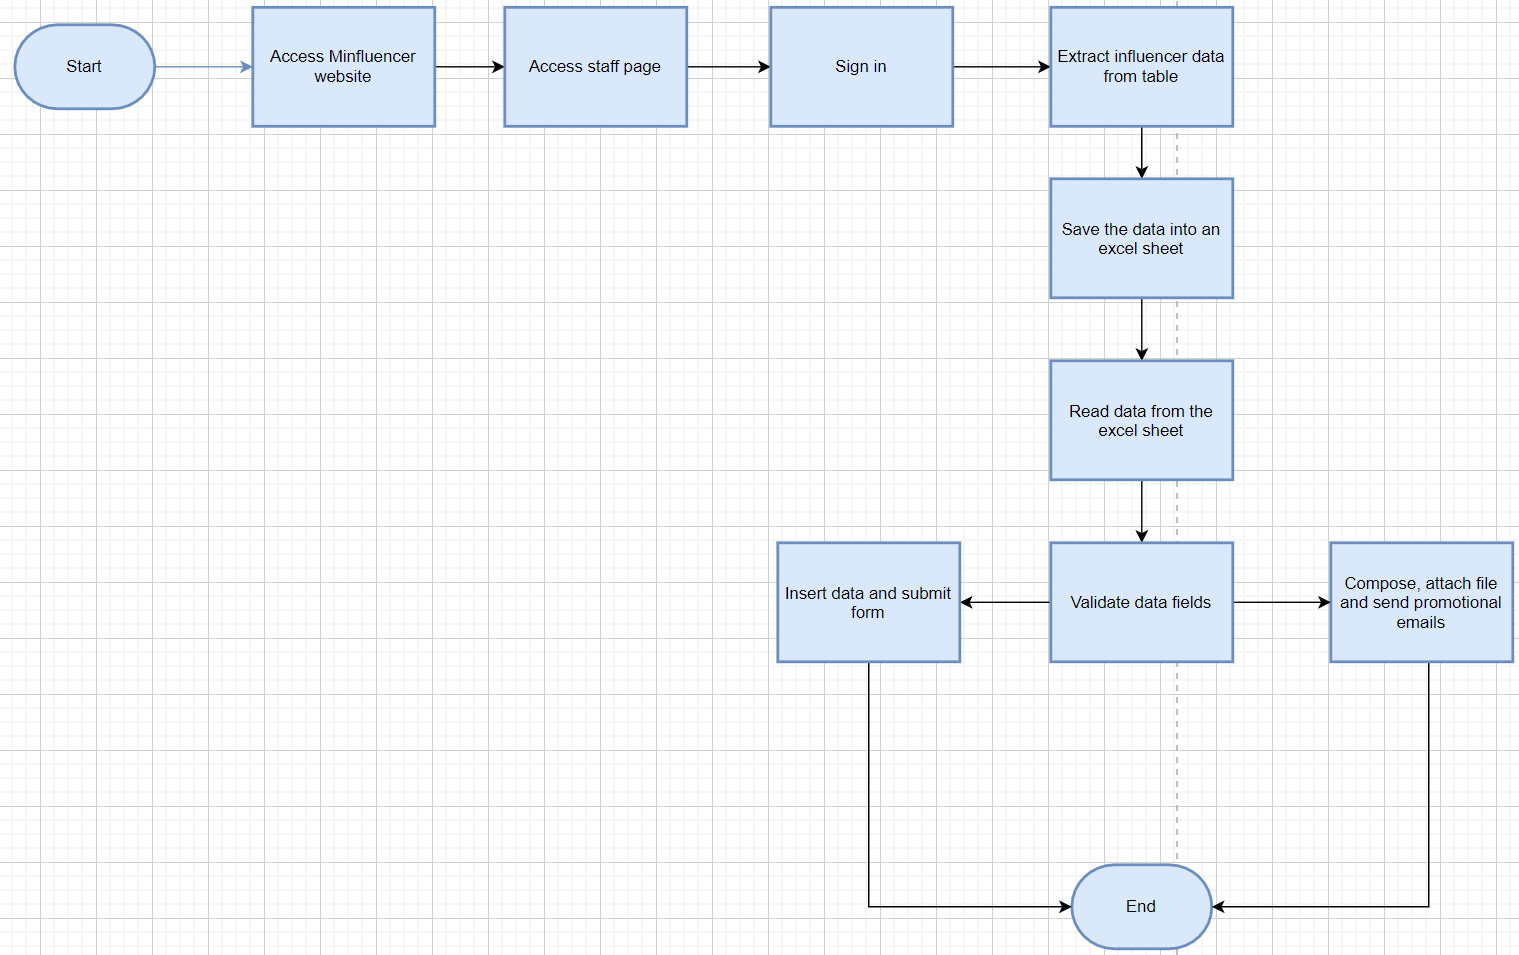 Start
Access Minfluencer
website
Access staff page
Sign in
Extract influencer data
from table
Save the data into an
excel sheet
Read data from the
excel sheet
Insert data and submit
form
Validate data fields
Compose, attach file
and send promotional
emails
End